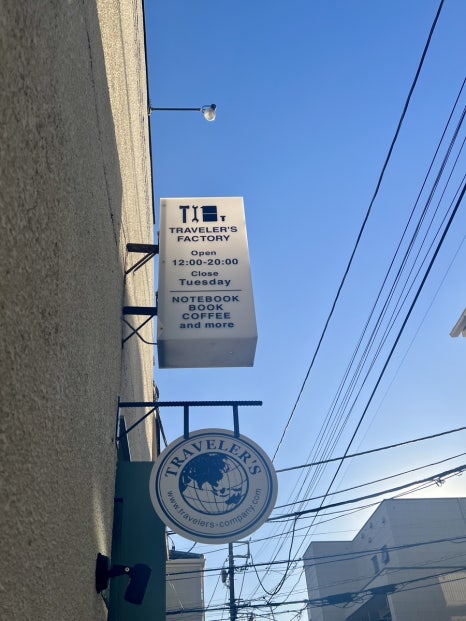 TRAVELER'S
FACTORY
Open
12:00-20:00
Close
Tuesday
NOTEBOOK
BOOK
COFFEE
and more
TRAVELER'S
www.travelers-company.com